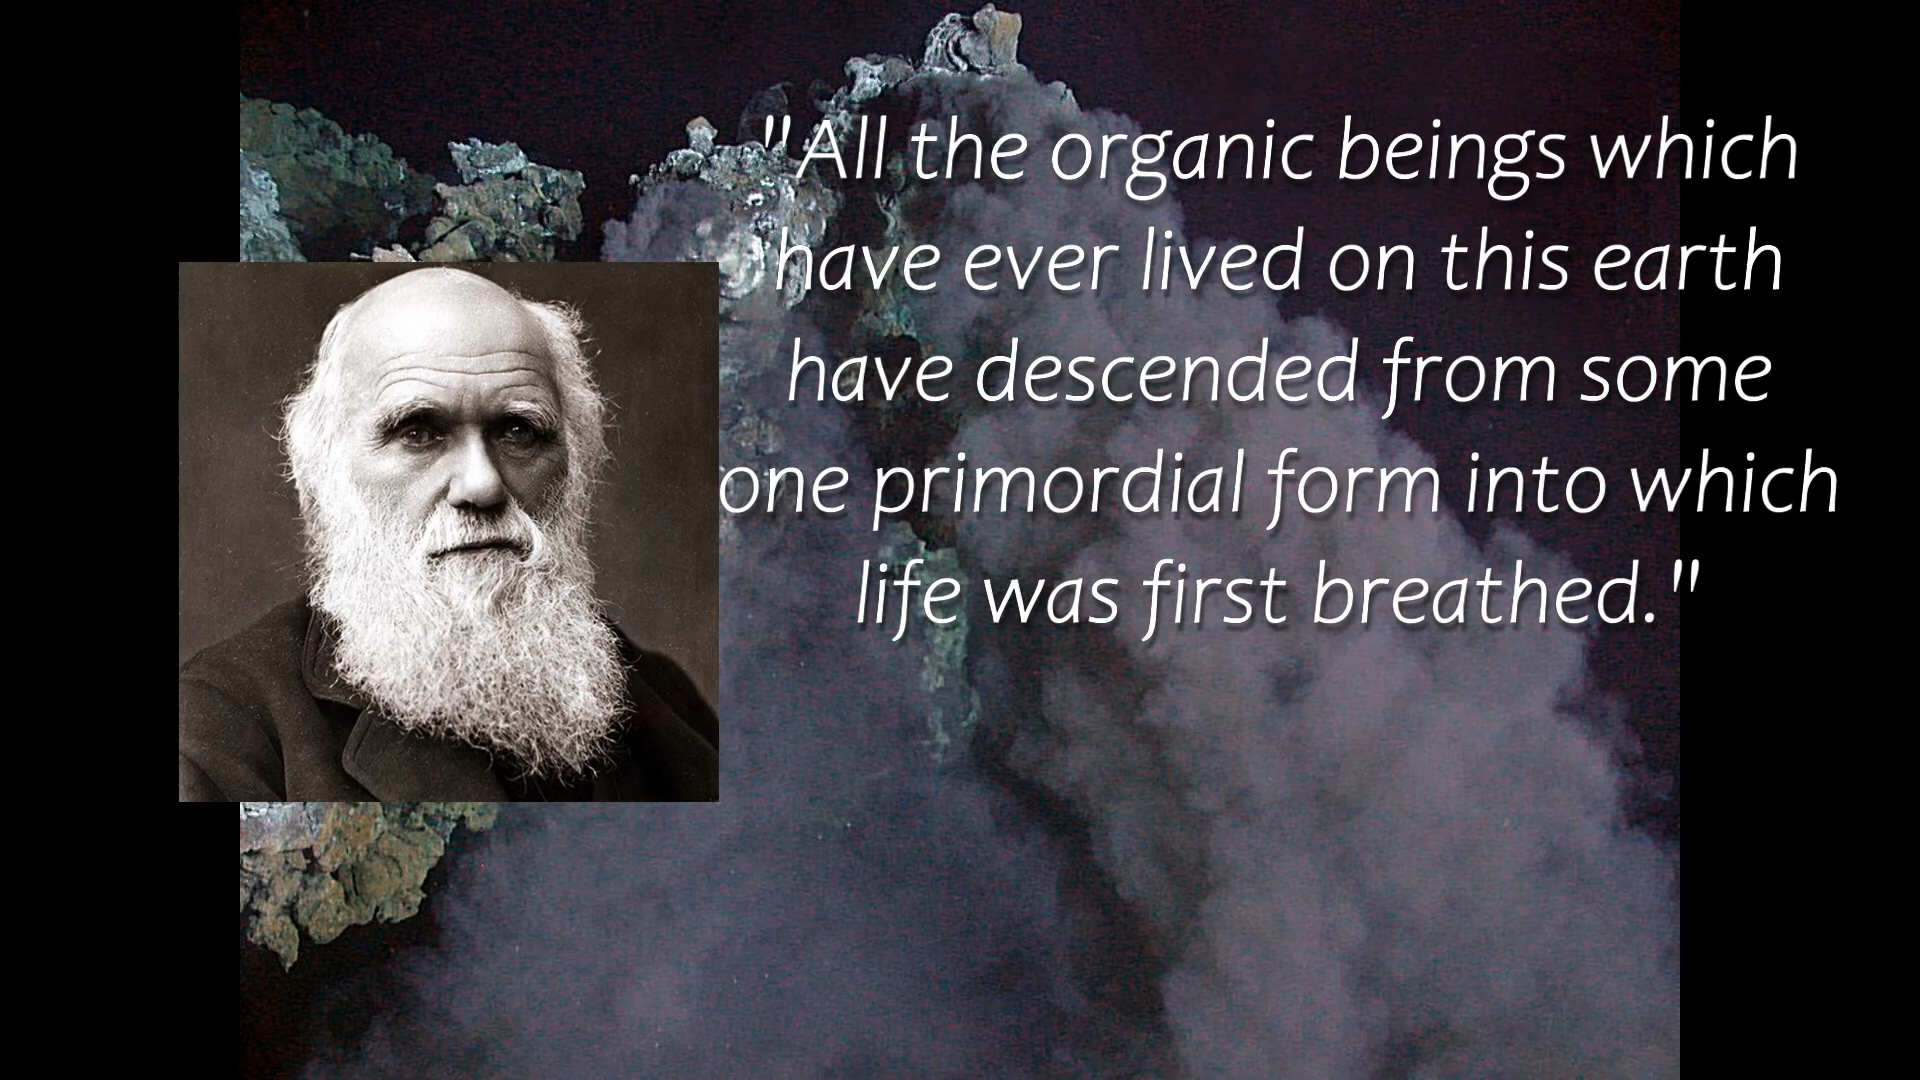 "All the organic beings which
have ever lived on this earth
have descended from some
one primordial form into which
life was first breathed."